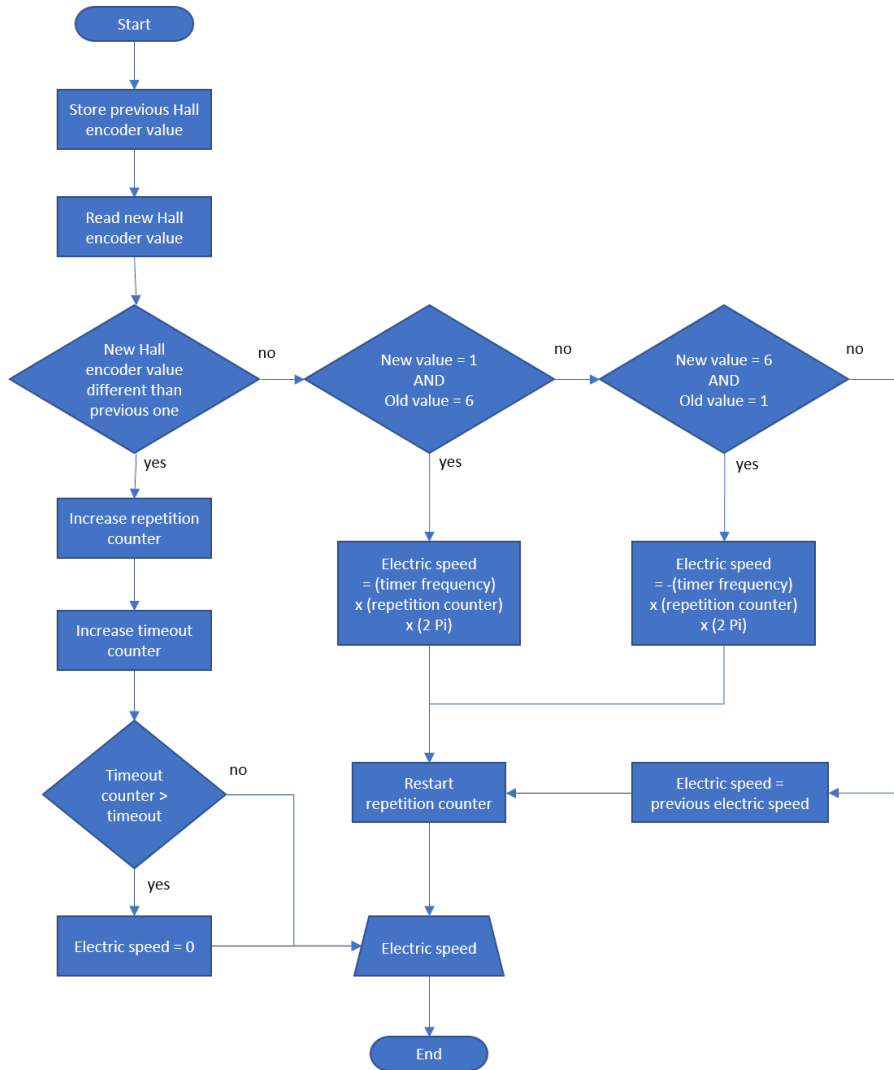 Start
Store previous Hall
encoder value
Read new Hall
encoder value
New Hall
encoder value
different than
previous one
no
New value = 1
AND
Old value = 6
no
New value = 6
AND
Old value = 1
no
yes
yes
yes
Increase repetition
counter
Electric speed
= (timer frequency)
x (repetition counter)
x (2 Pi)
Electric speed
= -(timer frequency)
x (repetition counter)
x (2 Pi)
Increase timeout
counter
Timeout
counter >
timeout
no
Restart
repetition counter
Electric speed =
previous electric speed
yes
Electric speed = 0
Electric speed
End